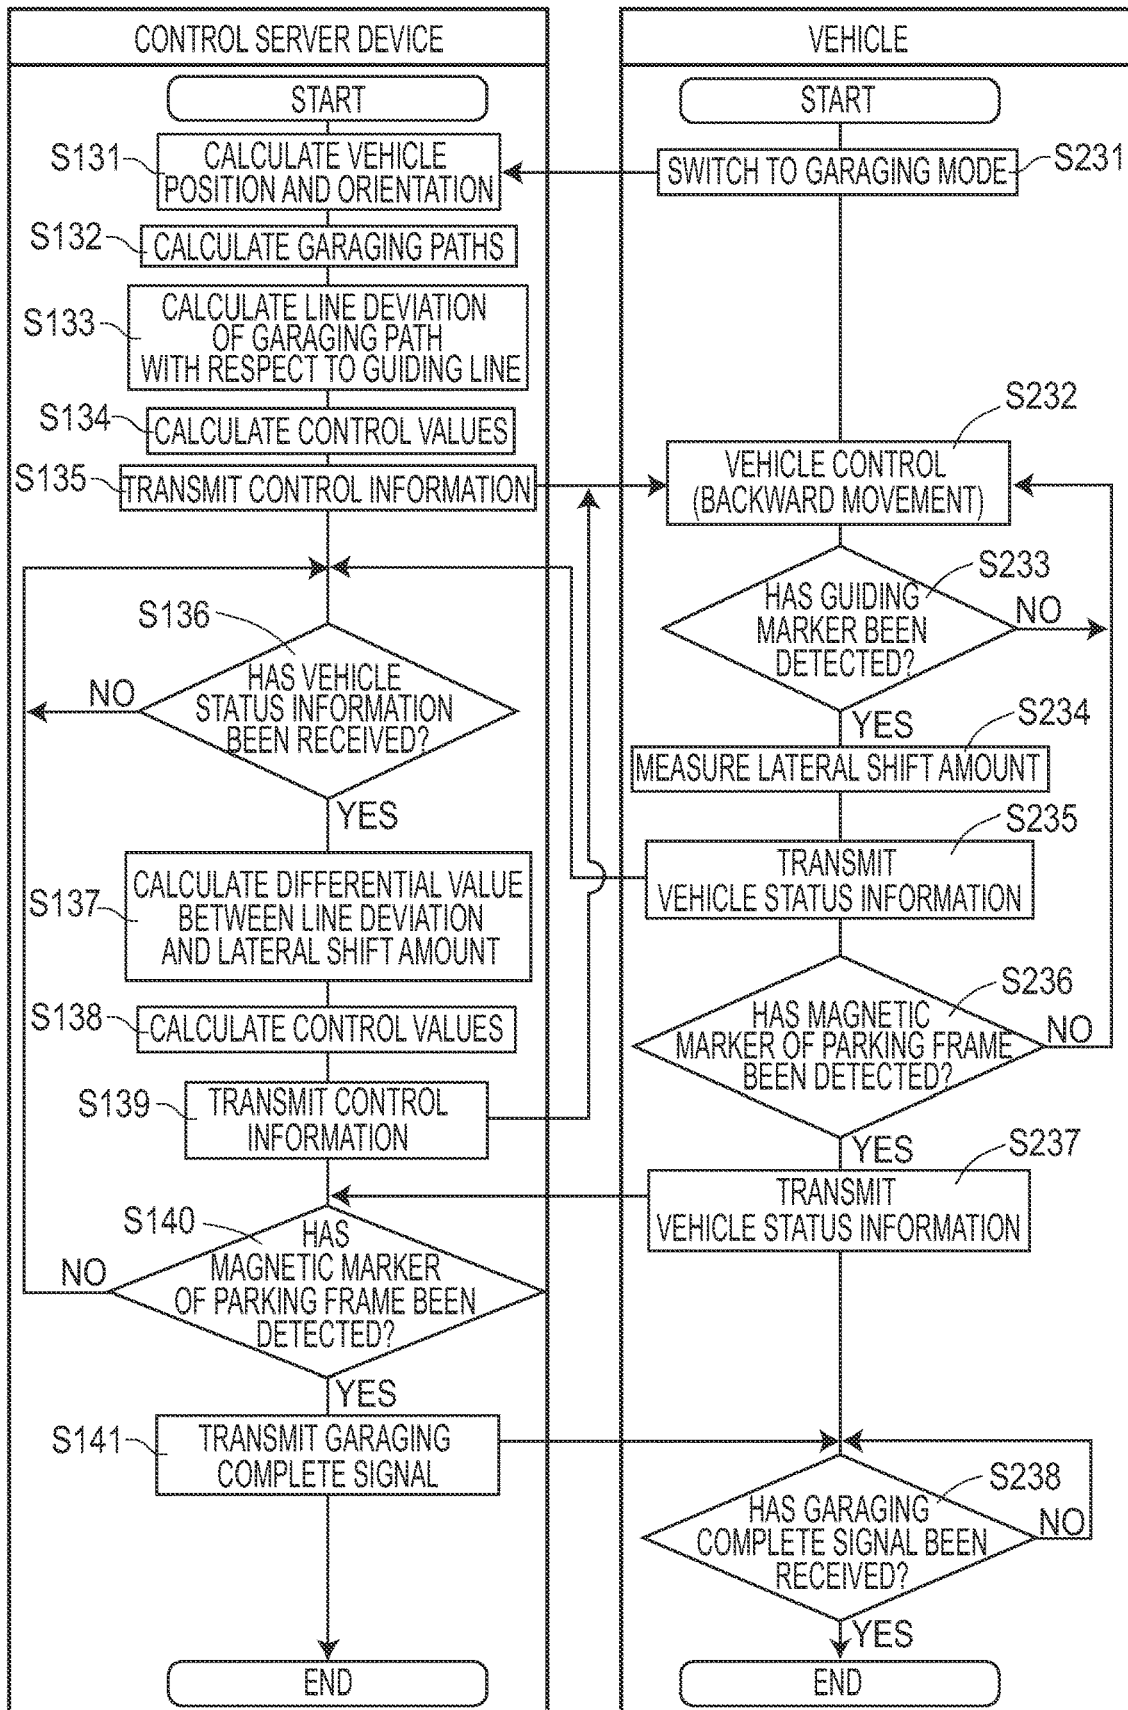 CONTROL SERVER DEVICE
START
S131
CALCULATE VEHICLE
POSITION AND ORIENTATION
S132
CALCULATE GARAGING PATHS
S133
CALCULATE LINE DEVIATION
OF GARAGING PATH
WITH RESPECT TO GUIDING LINE
S134
CALCULATE CONTROL VALUES
S135
TRANSMIT CONTROL INFORMATION
S136
HAS VEHICLE
STATUS INFORMATION
BEEN RECEIVED?
NO
YES
S137
CALCULATE DIFFERENTIAL VALUE
BETWEEN LINE DEVIATION
AND LATERAL SHIFT AMOUNT
S138
CALCULATE CONTROL VALUES
S139
TRANSMIT CONTROL
INFORMATION
S140
HAS
MAGNETIC MARKER
OF PARKING FRAME BEEN
DETECTED?
NO
YES
S141
TRANSMIT GARAGING
COMPLETE SIGNAL
END
VEHICLE
START
SWITCH TO GARAGING MODE
S231
S232
VEHICLE CONTROL
(BACKWARD MOVEMENT)
S233
HAS GUIDING
MARKER BEEN
DETECTED?
NO
YES
S234
MEASURE LATERAL SHIFT AMOUNT
S235
TRANSMIT
VEHICLE STATUS INFORMATION
S236
HAS MAGNETIC
MARKER OF PARKING FRAME
BEEN DETECTED?
NO
YES
S237
TRANSMIT
VEHICLE STATUS INFORMATION
S238
HAS GARAGING
COMPLETE SIGNAL BEEN
RECEIVED?
NO
YES
END